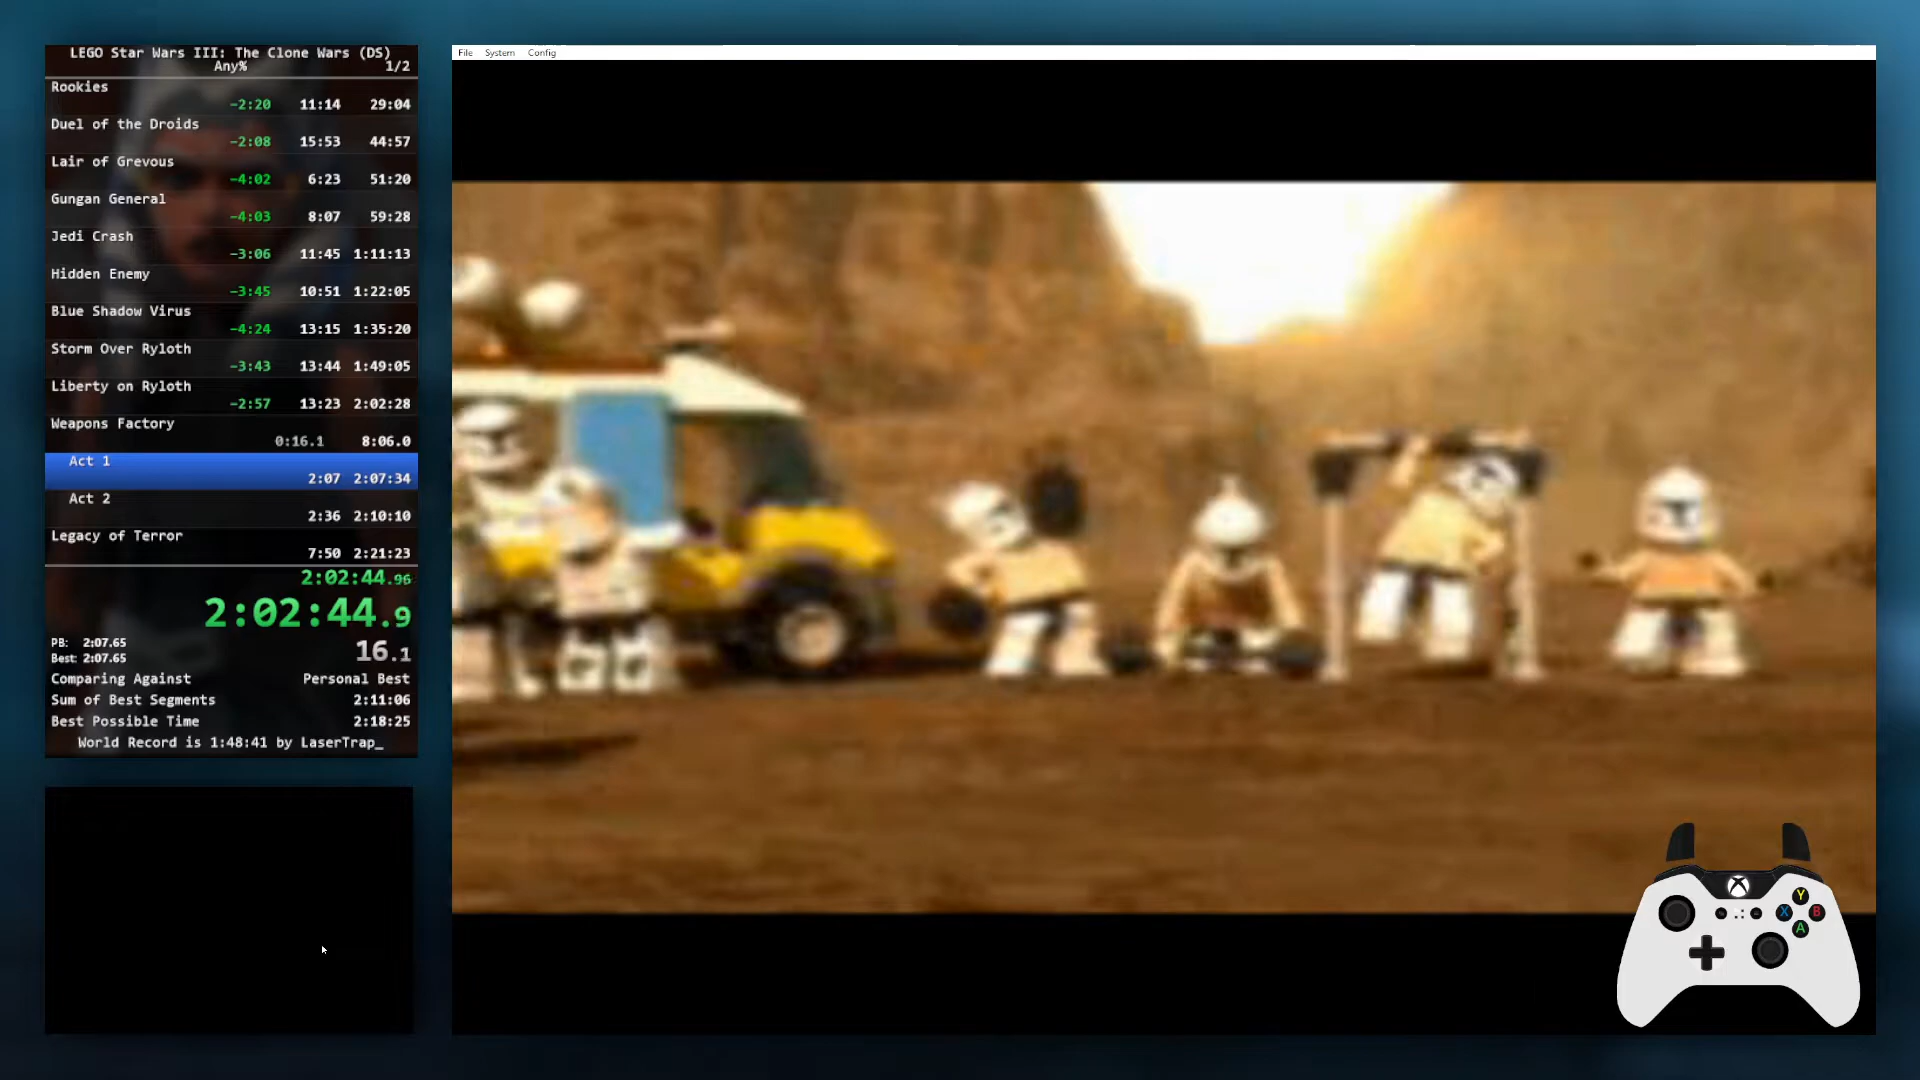 LEGO Star Wars III: The Clone Wars (DS)
Any% 1/2
Rookies
-2:20 11:14 29:04
Duel of the Droids
-2:08 15:53 44:57
Lair of Grevous
-4:02 6:23 51:20
Gungan General
-4:03 8:07 59:28
Jedi Crash
-3:06 11:45 1:11:13
Hidden Enemy
-3:45 10:51 1:22:05
Blue Shadow Virus
-4:24 13:15 1:35:20
Storm Over Ryloth
-3:43 13:44 1:49:05
Liberty on Ryloth
-2:57 13:23 2:02:28
Weapons Factory
0:16.1 8:06.0
Act 1
2:07 2:07:34
Act 2
2:36 2:10:10
Legacy of Terror
7:50 2:21:23
2:02:44.96
2:02:44.9
PB: 2:07.65
Best: 2:07.65
16.1
Comparing Against Personal Best
Sum of Best Segments 2:11:06
Best Possible Time 2:18:25
World Record is 1:48:41 by LaserTrap_
File System Config
Y
X B
A